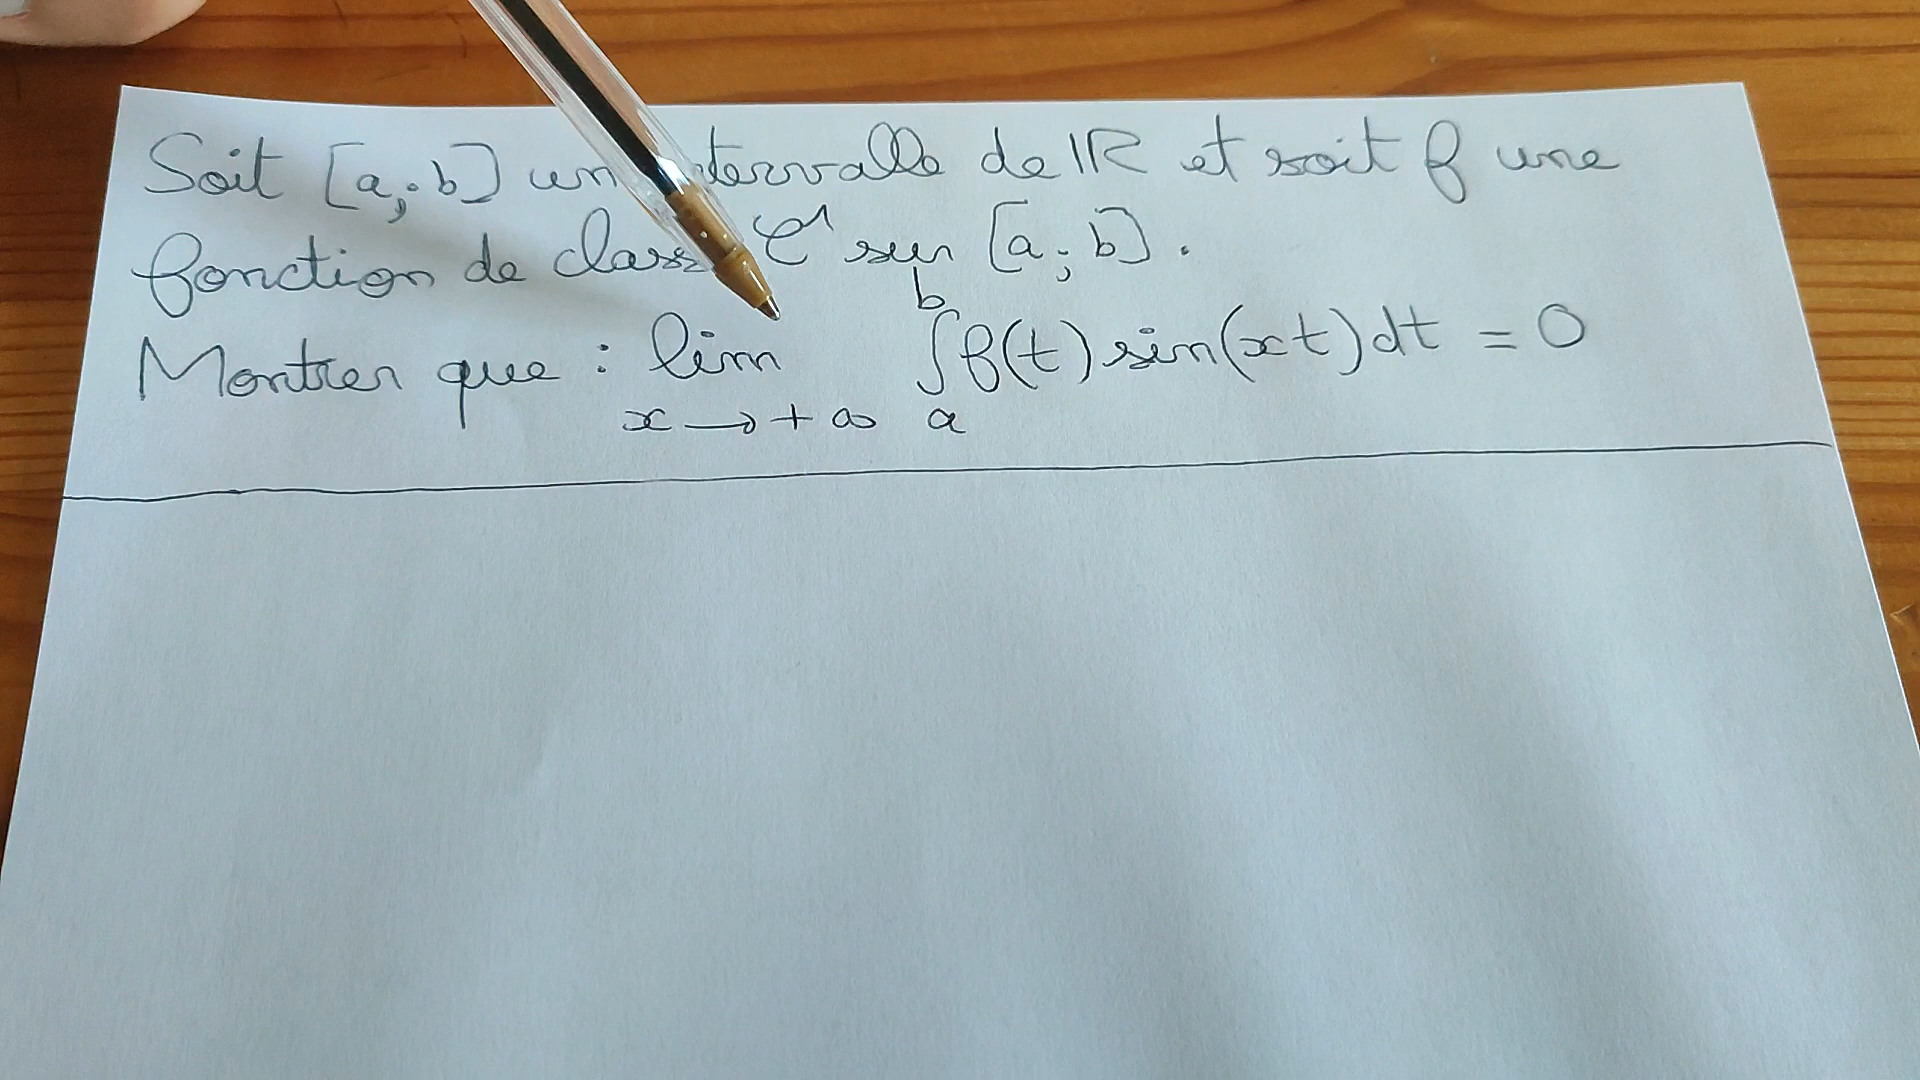 Soit [a;b] un intervalle de ℝ et soit f une
fonction de classe C¹ sur [a;b].
Montrer que : lim ∫f(t) sin(xt)dt = 0
x → +∞ a b